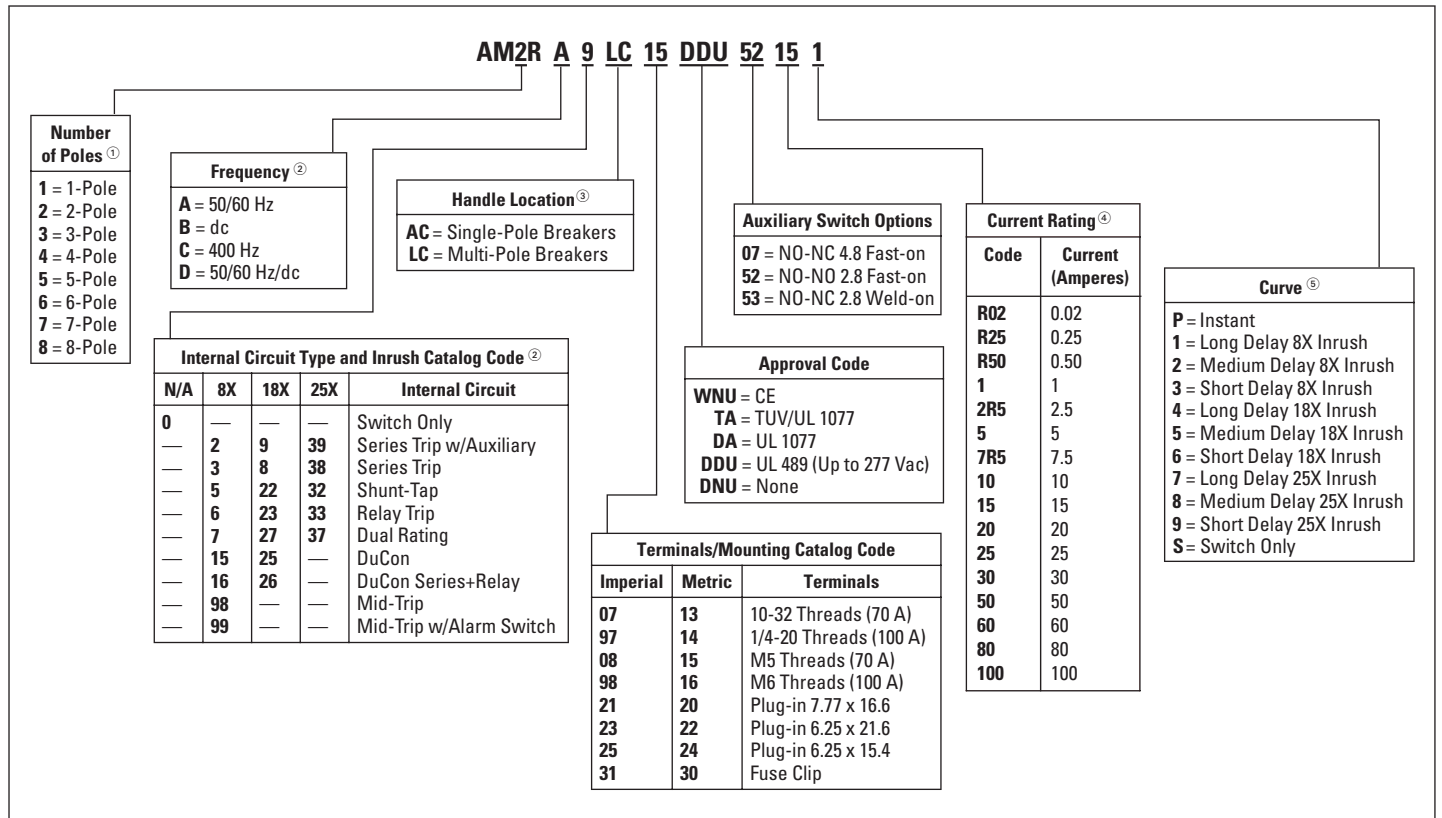 AM2R A 9 LC 15 DDU 52 15 1
Number
of Poles ①
1 = 1-Pole
2 = 2-Pole
3 = 3-Pole
4 = 4-Pole
5 = 5-Pole
6 = 6-Pole
7 = 7-Pole
8 = 8-Pole
Frequency ②
A = 50/60 Hz
B = dc
C = 400 Hz
D = 50/60 Hz/dc
Internal Circuit Type and Inrush Catalog Code ②
N/A 8X 18X 25X Internal Circuit
0 — — — Switch Only
— 2 9 39 Series Trip w/Auxiliary
— 3 8 38 Series Trip
— 5 22 32 Shunt-Tap
— 6 23 33 Relay Trip
— 7 27 37 Dual Rating
— 15 25 — DuCon
— 16 26 — DuCon Series+Relay
— 98 — — Mid-Trip
— 99 — — Mid-Trip w/Alarm Switch
Handle Location ③
AC = Single-Pole Breakers
LC = Multi-Pole Breakers
Terminals/Mounting Catalog Code
Imperial Metric Terminals
07 13 10-32 Threads (70 A)
97 14 1/4-20 Threads (100 A)
08 15 M5 Threads (70 A)
98 16 M6 Threads (100 A)
21 20 Plug-in 7.77 x 16.6
23 22 Plug-in 6.25 x 21.6
25 24 Plug-in 6.25 x 15.4
31 30 Fuse Clip
Approval Code
WNU = CE
TA = TUV/UL 1077
DA = UL 1077
DDU = UL 489 (Up to 277 Vac)
DNU = None
Auxiliary Switch Options
07 = NO-NC 4.8 Fast-on
52 = NO-NO 2.8 Fast-on
53 = NO-NC 2.8 Weld-on
Current Rating ④
Code Current
(Amperes)
R02 0.02
R25 0.25
R50 0.50
1 1
2R5 2.5
5 5
7R5 7.5
10 10
15 15
20 20
25 25
30 30
50 50
60 60
80 80
100 100
Curve ⑤
P = Instant
1 = Long Delay 8X Inrush
2 = Medium Delay 8X Inrush
3 = Short Delay 8X Inrush
4 = Long Delay 18X Inrush
5 = Medium Delay 18X Inrush
6 = Short Delay 18X Inrush
7 = Long Delay 25X Inrush
8 = Medium Delay 25X Inrush
9 = Short Delay 25X Inrush
S = Switch Only